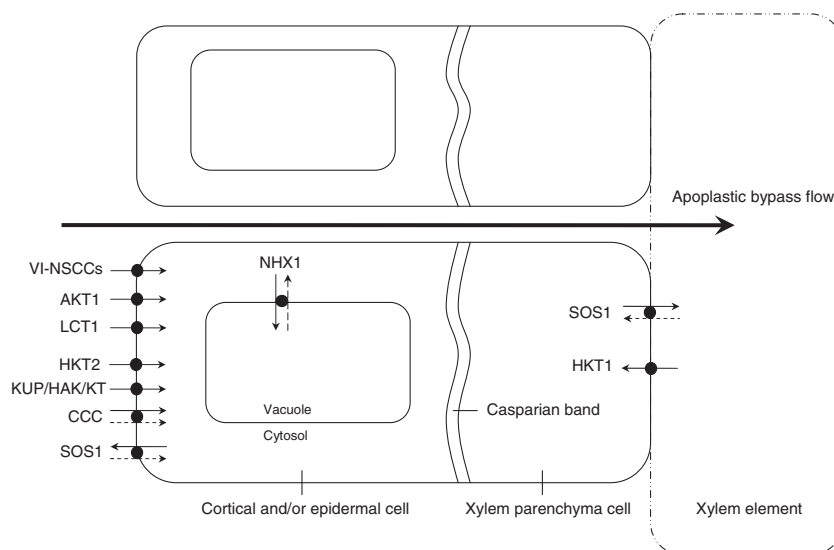 Apoplastic bypass flow
VI-NSCCs
AKT1
LCT1
HKT2
KUP/HAK/KT
CCC
SOS1
NHX1
Vacuole
Cytosol
SOS1
HKT1
Casparian band
Cortical and/or epidermal cell
Xylem parenchyma cell
Xylem element